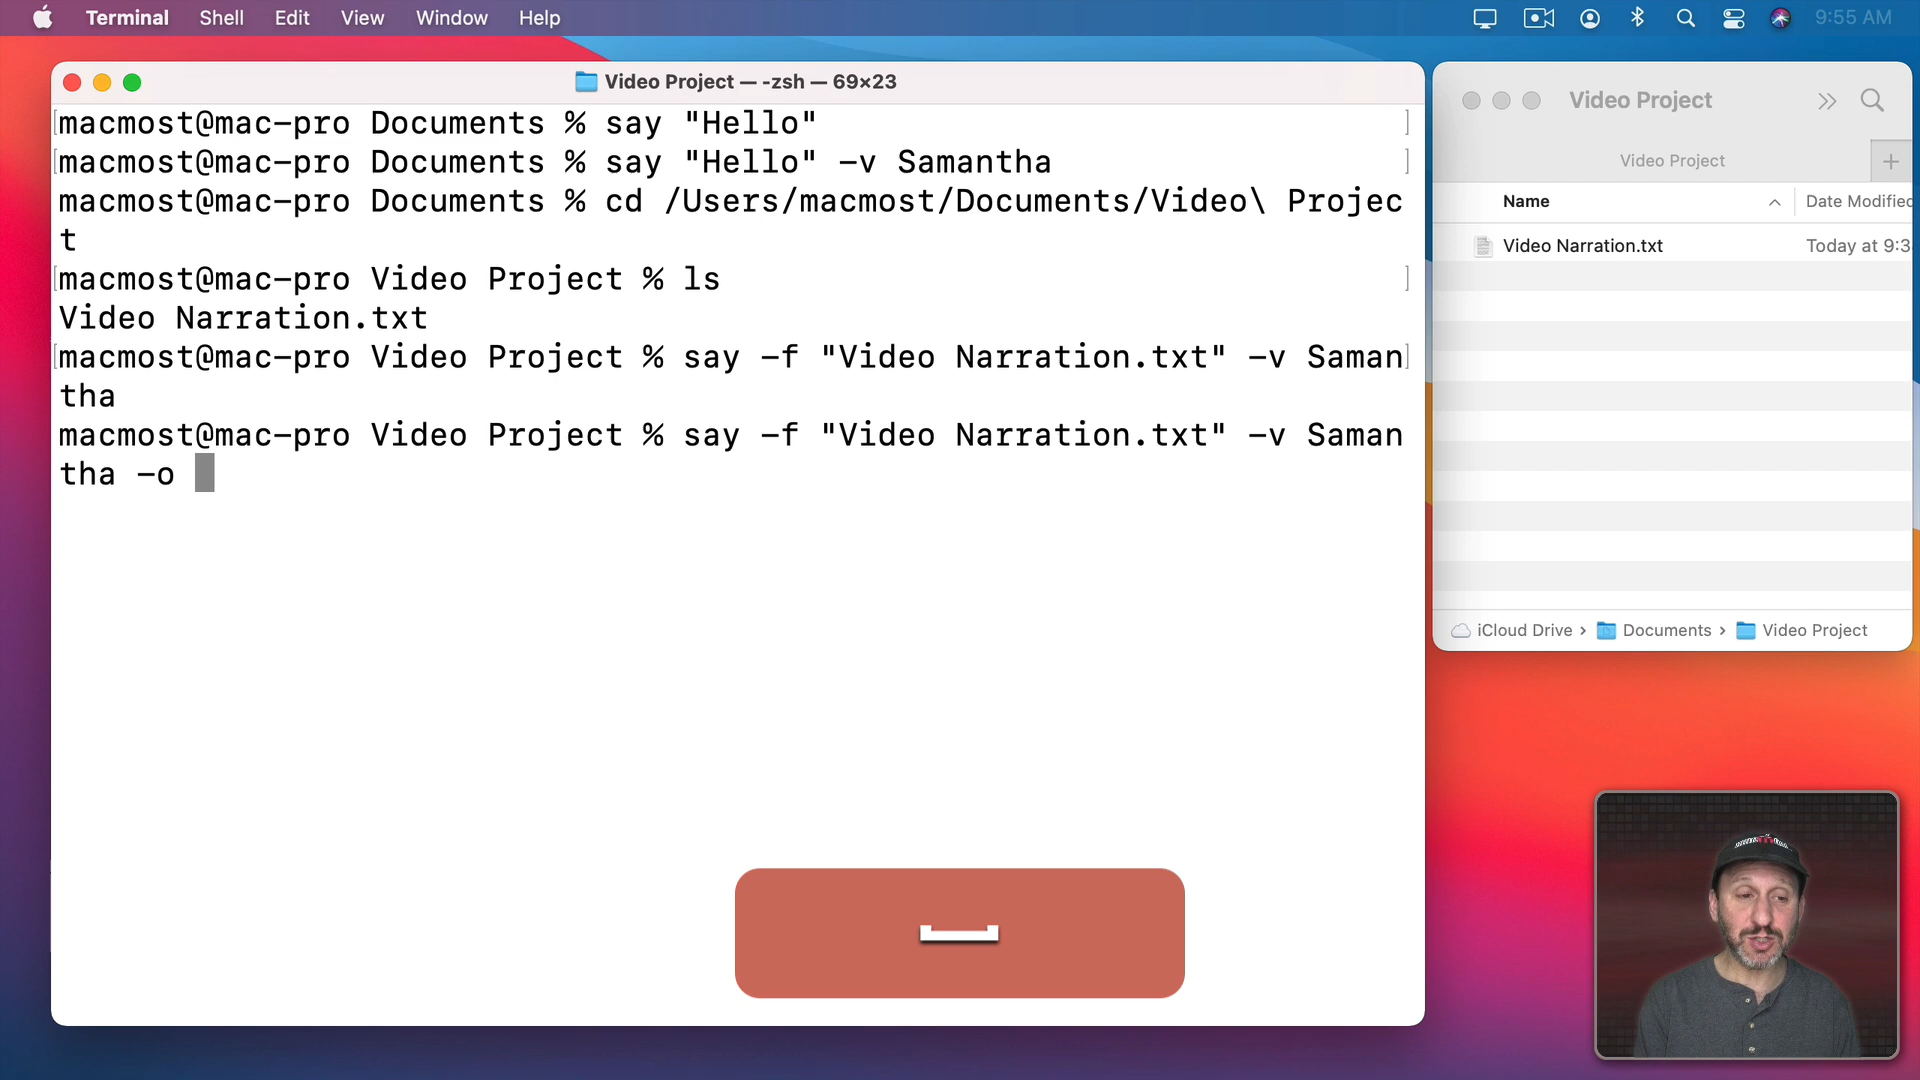 Terminal Shell Edit View Window Help 9:55 AM
Video Project — -zsh — 69×23
[macmost@mac-pro Documents % say "Hello" ]
[macmost@mac-pro Documents % say "Hello" -v Samantha ]
macmost@mac-pro Documents % cd /Users/macmost/Documents/Video\ Projec
t
[macmost@mac-pro Video Project % ls ]
Video Narration.txt
[macmost@mac-pro Video Project % say -f "Video Narration.txt" -v Saman]
tha
macmost@mac-pro Video Project % say -f "Video Narration.txt" -v Saman
tha -o
Video Project
Video Project
Name Date Modified
Video Narration.txt Today at 9:3
iCloud Drive › Documents › Video Project